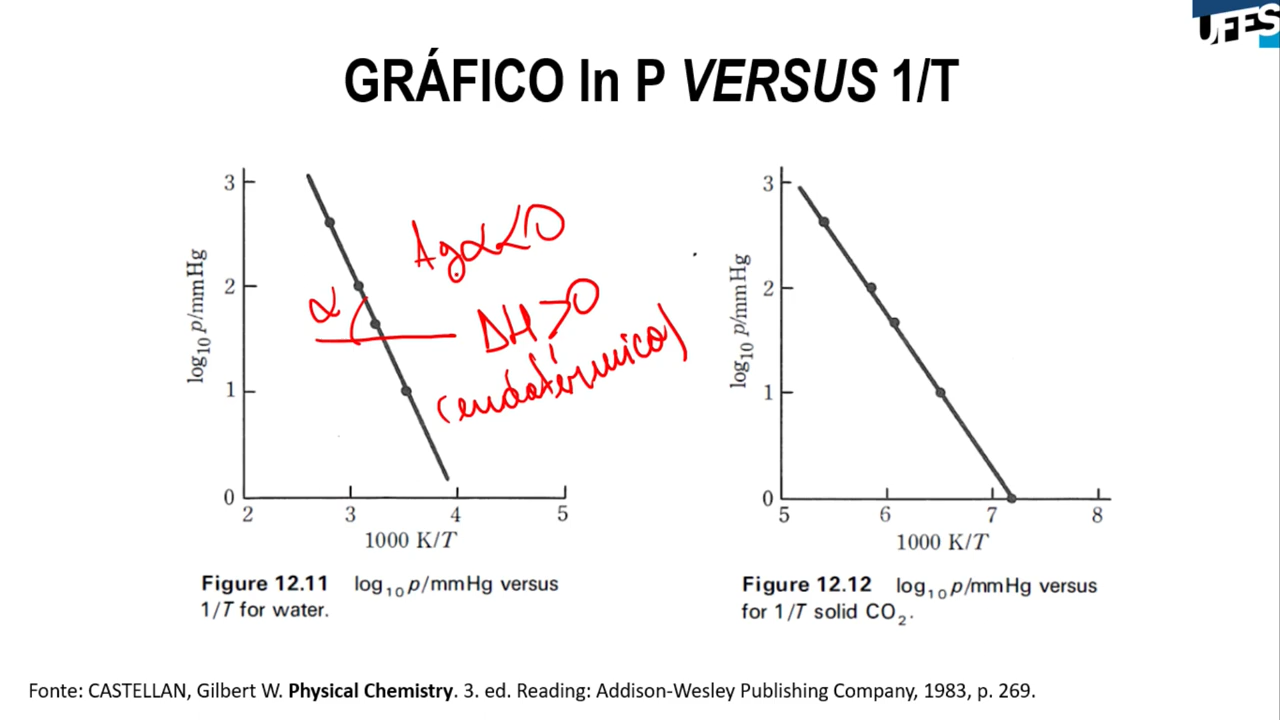 UFES
GRÁFICO ln P VERSUS 1/T
3
2
1
0
2
3
4
5
log₁₀ p/mmHg
1000 K/T
α
tg α < 0
ΔH > 0
(endotérmico)
3
2
1
0
5
6
7
8
log₁₀ p/mmHg
1000 K/T
Figure 12.11 log₁₀ p/mmHg versus
1/T for water.
Figure 12.12 log₁₀ p/mmHg versus
for 1/T solid CO₂.
Fonte: CASTELLAN, Gilbert W. Physical Chemistry. 3. ed. Reading: Addison-Wesley Publishing Company, 1983, p. 269.